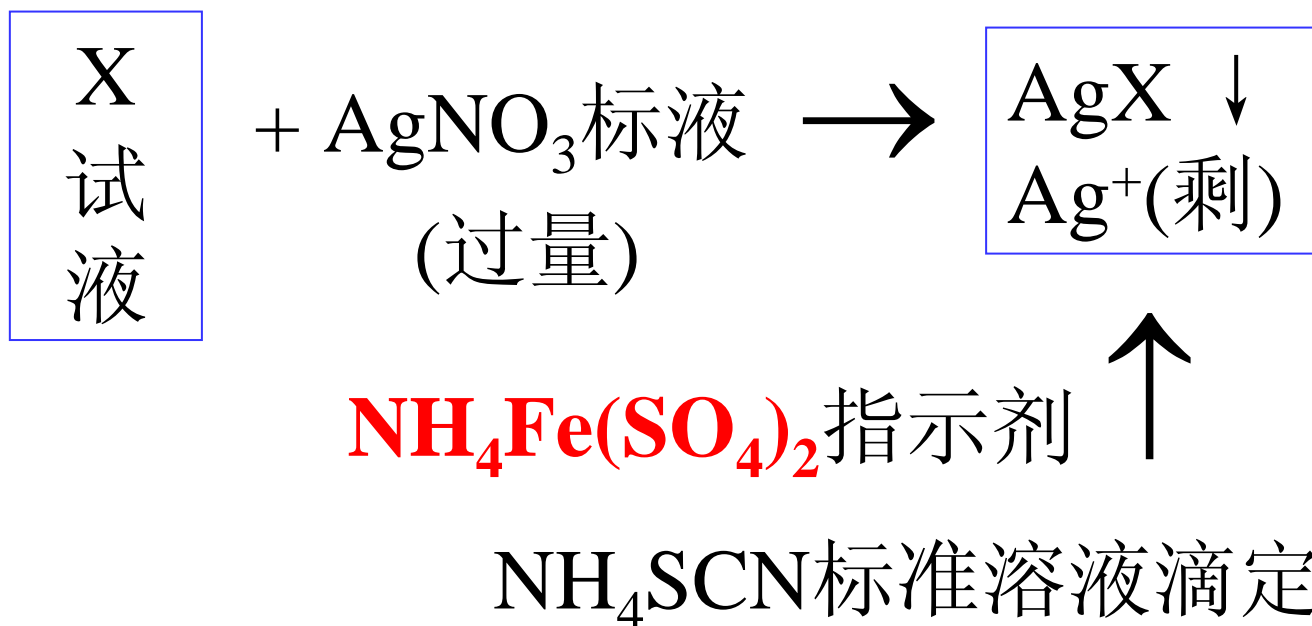 X
试
液
+ AgNO₃标液
(过量)
→
AgX ↓
Ag⁺(剩)
↑
NH₄Fe(SO₄)₂指示剂
NH₄SCN标准溶液滴定